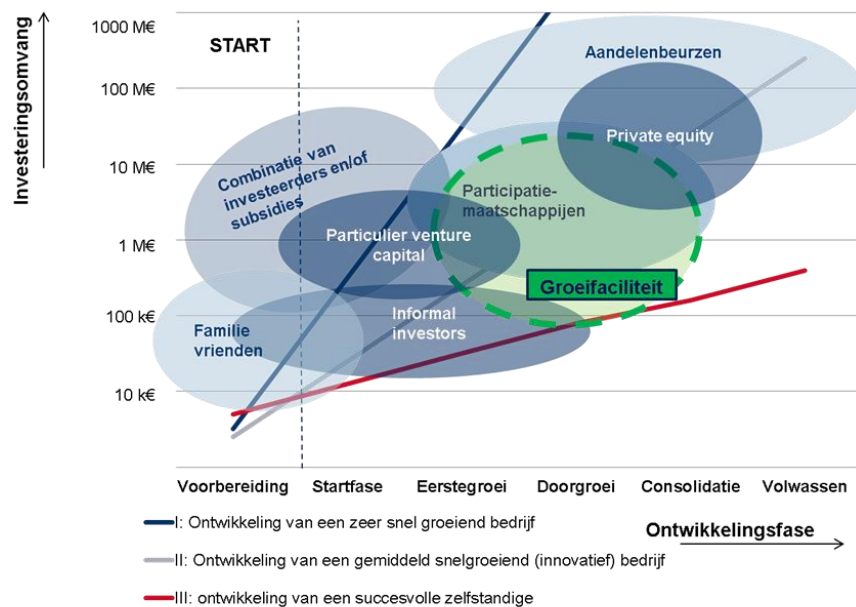 Investeringsomvang
1000 M€
100 M€
10 M€
1 M€
100 k€
10 k€
START
Aandelenbeurzen
Private equity
Combinatie van
investeerders en/of
subsidies
Participatie-
maatschappijen
Particulier venture
capital
Groeifaciliteit
Informal
investors
Familie
vrienden
Voorbereiding Startfase Eerstegroei Doorgroei Consolidatie Volwassen
Ontwikkelingsfase
I: Ontwikkeling van een zeer snel groeiend bedrijf
II: Ontwikkeling van een gemiddeld snelgroeiend (innovatief) bedrijf
III: ontwikkeling van een succesvolle zelfstandige